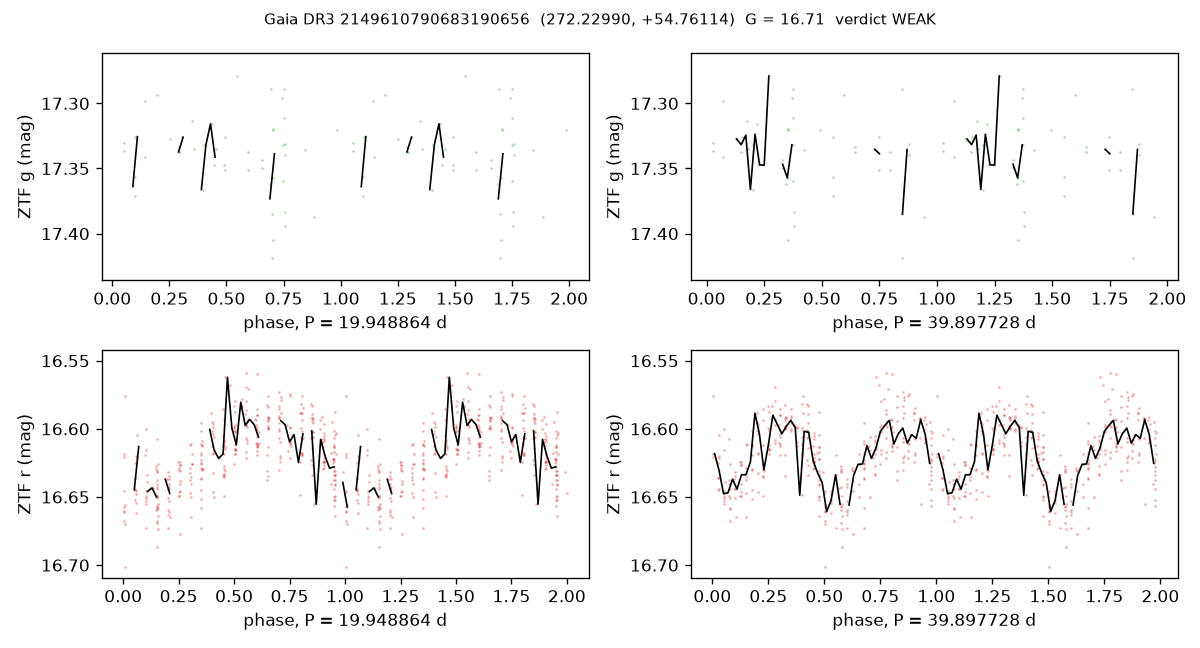 Gaia DR3 2149610790683190656 (272.22990, +54.76114) G = 16.71 verdict WEAK
ZTF g (mag)
17.30
17.35
17.40
0.00 0.25 0.50 0.75 1.00 1.25 1.50 1.75 2.00
phase, P = 19.948864 d
ZTF g (mag)
17.30
17.35
17.40
0.00 0.25 0.50 0.75 1.00 1.25 1.50 1.75 2.00
phase, P = 39.897728 d
ZTF r (mag)
16.55
16.60
16.65
16.70
0.00 0.25 0.50 0.75 1.00 1.25 1.50 1.75 2.00
phase, P = 19.948864 d
ZTF r (mag)
16.55
16.60
16.65
16.70
0.00 0.25 0.50 0.75 1.00 1.25 1.50 1.75 2.00
phase, P = 39.897728 d